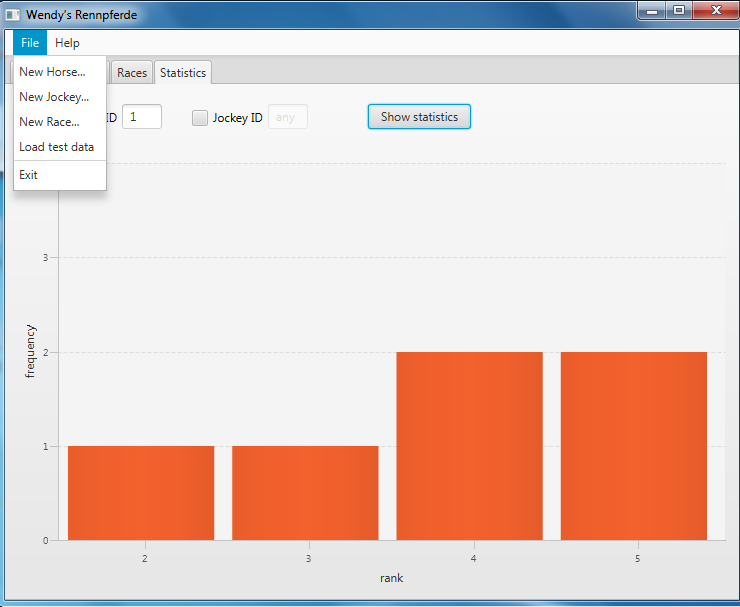 Wendy's Rennpferde
File Help
New Horse...
New Jockey...
New Race...
Load test data
Exit
Races Statistics
ID 1 Jockey ID any Show statistics
3
2
1
0
frequency
2 3 4 5
rank